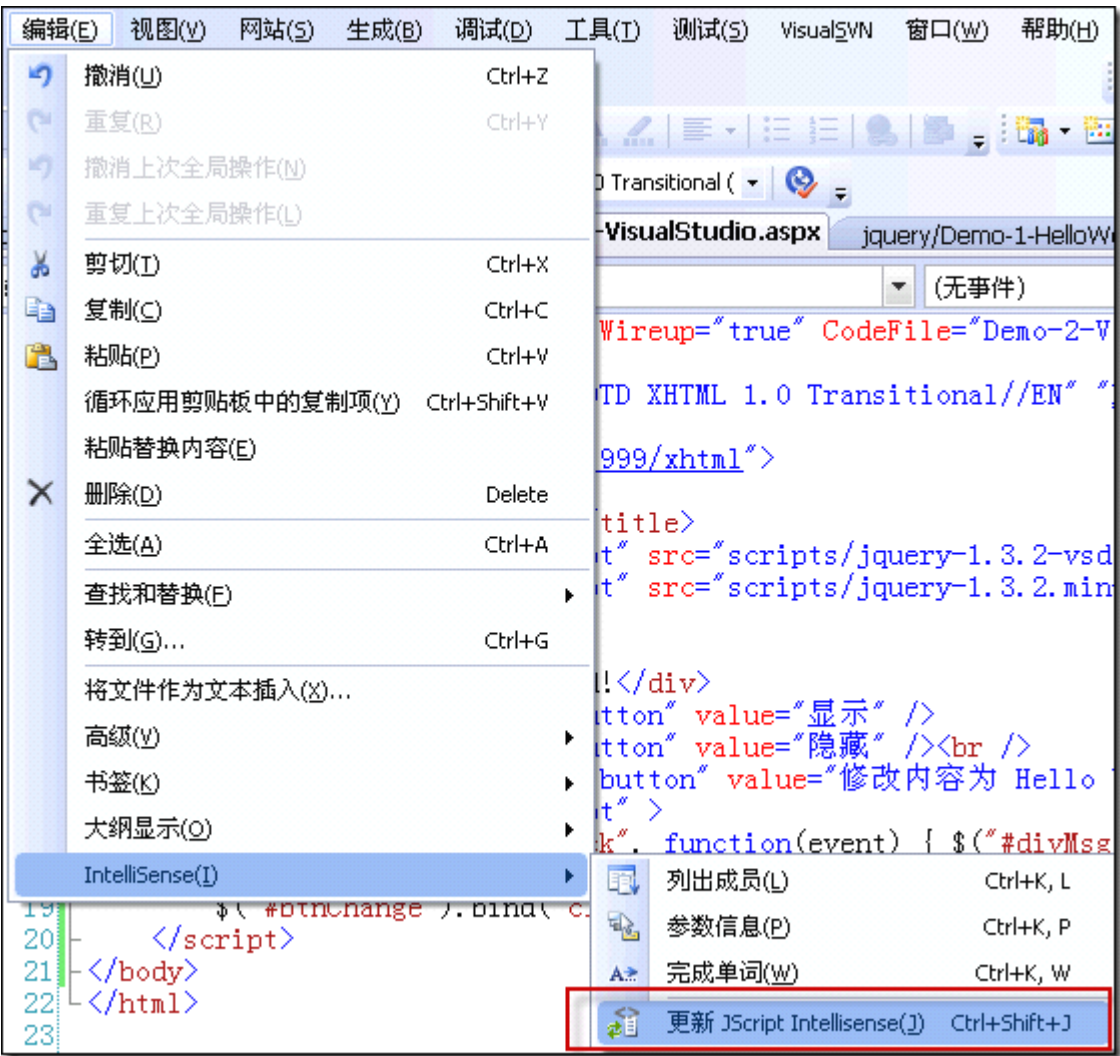 编辑(E) 视图(V) 网站(S) 生成(B) 调试(D) 工具(T) 测试(S) VisualSVN 窗口(W) 帮助(H)
撤消(U) Ctrl+Z
重复(R) Ctrl+Y
撤消上次全局操作(N)
重复上次全局操作(L)
剪切(T) Ctrl+X
复制(C) Ctrl+C
粘贴(P) Ctrl+V
循环应用剪贴板中的复制项(Y) Ctrl+Shift+V
粘贴替换内容(E)
删除(D) Delete
全选(A) Ctrl+A
查找和替换(F)
转到(G)... Ctrl+G
将文件作为文本插入(X)...
高级(V)
书签(K)
大纲显示(O)
IntelliSense(I)
列出成员(L) Ctrl+K, L
参数信息(P) Ctrl+K, P
完成单词(W) Ctrl+K, W
更新 JScript Intellisense(J) Ctrl+Shift+J
0 Transitional (
-VisualStudio.aspx jquery/Demo-1-HelloW
(无事件)
Wireup="true" CodeFile="Demo-2-V
TD XHTML 1.0 Transitional//EN" "
999/xhtml">
title>
t" src="scripts/jquery-1.3.2-vsd
t" src="scripts/jquery-1.3.2.min
!</div>
tton" value="显示" />
tton" value="隐藏" /><br />
button" value="修改内容为 Hello
t" >
k", function(event) { $("#divMsg
19 $("#btnChange").bind("c
20 </script>
21 </body>
22 </html>
23